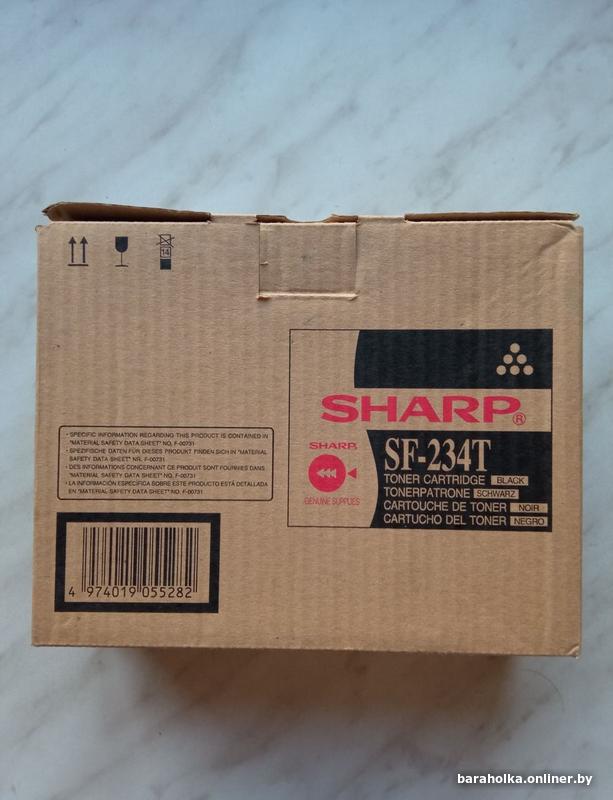 14
SHARP®
SHARP
GENUINE SUPPLIES
SF-234T
TONER CARTRIDGE BLACK
TONERPATRONE SCHWARZ
CARTOUCHE DE TONER NOIR
CARTUCHO DEL TONER NEGRO
· SPECIFIC INFORMATION REGARDING THIS PRODUCT IS CONTAINED IN
"MATERIAL SAFETY DATA SHEET" NO. F-00731
· SPEZIFISCHE DATEN FÜR DIESES PRODUKT FINDEN SICH IN "MATERIAL
SAFETY DATA SHEET" NR. F-00731
· DES INFORMATIONS CONCERNANT CE PRODUIT SONT FOURNIES DANS
"MATERIAL SAFETY DATA SHEET" NO. F-00731
· LA INFORMACIÓN ESPECÍFICA SOBRE ESTE PRODUCTO ESTÁ DETALLADA
EN "MATERIAL SAFETY DATA SHEET" NO. F-00731
4 974019 055282
baraholka.onliner.by